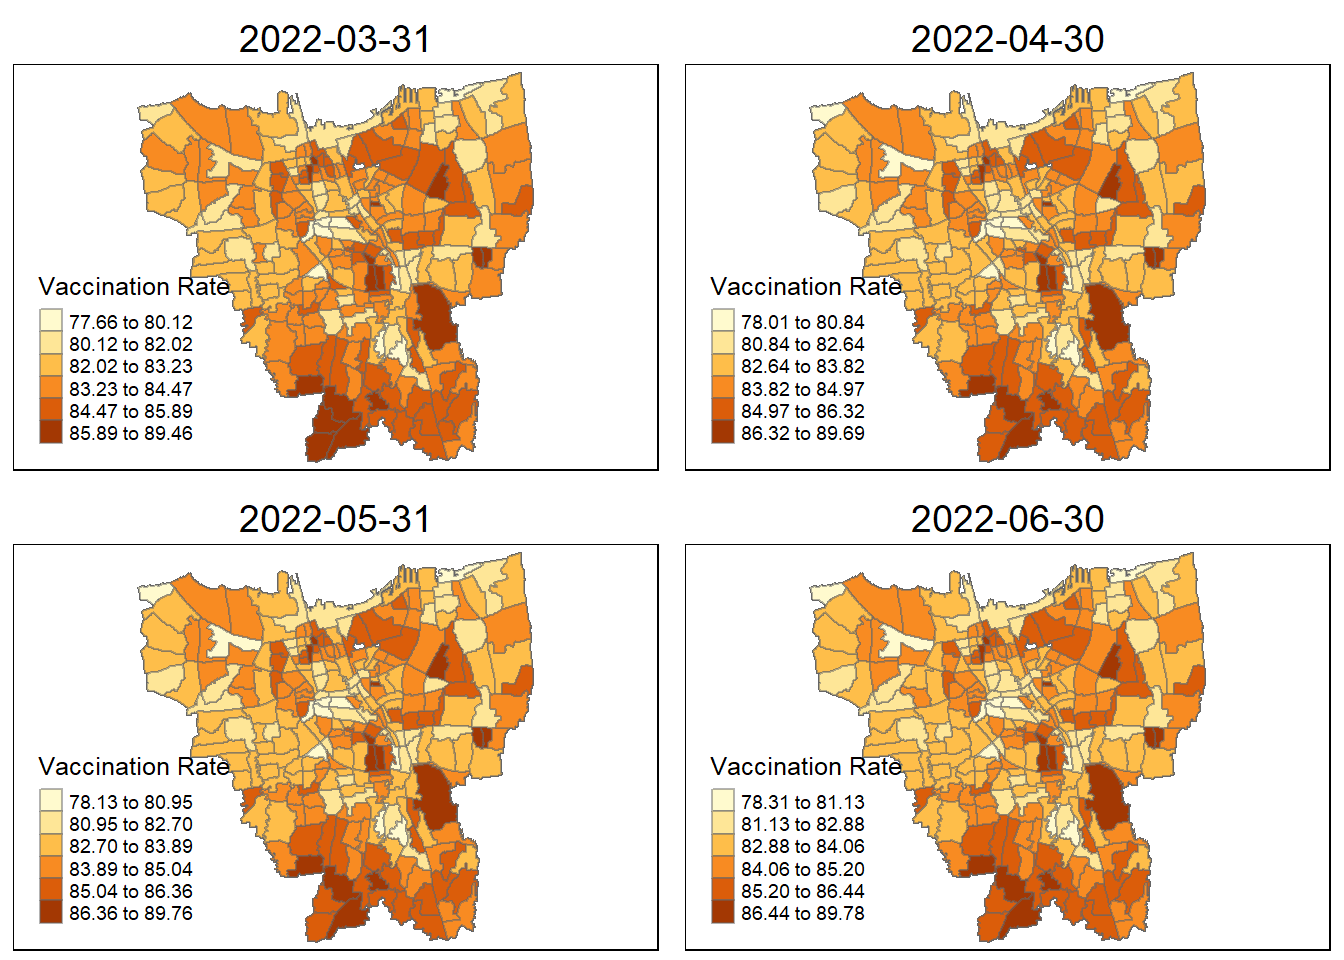 2022-03-31
Vaccination Rate
77.66 to 80.12
80.12 to 82.02
82.02 to 83.23
83.23 to 84.47
84.47 to 85.89
85.89 to 89.46
2022-04-30
Vaccination Rate
78.01 to 80.84
80.84 to 82.64
82.64 to 83.82
83.82 to 84.97
84.97 to 86.32
86.32 to 89.69
2022-05-31
Vaccination Rate
78.13 to 80.95
80.95 to 82.70
82.70 to 83.89
83.89 to 85.04
85.04 to 86.36
86.36 to 89.76
2022-06-30
Vaccination Rate
78.31 to 81.13
81.13 to 82.88
82.88 to 84.06
84.06 to 85.20
85.20 to 86.44
86.44 to 89.78